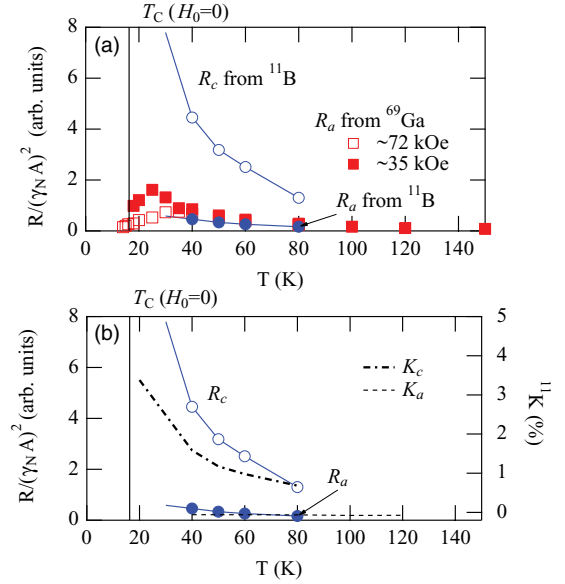 T_C (H_0=0)
(a)
R_c from ^11B
R_a from ^69Ga
~72 kOe
~35 kOe
R_a from ^11B
R/(γ_N A)^2 (arb. units)
8
6
4
2
0
0 20 40 60 80 100 120 140
T (K)
T_C (H_0=0)
(b)
K_c
K_a
R_c
R_a
R/(γ_N A)^2 (arb. units)
8
6
4
2
0
5
4
3
2
1
0
^11K (%)
0 20 40 60 80 100 120 140
T (K)